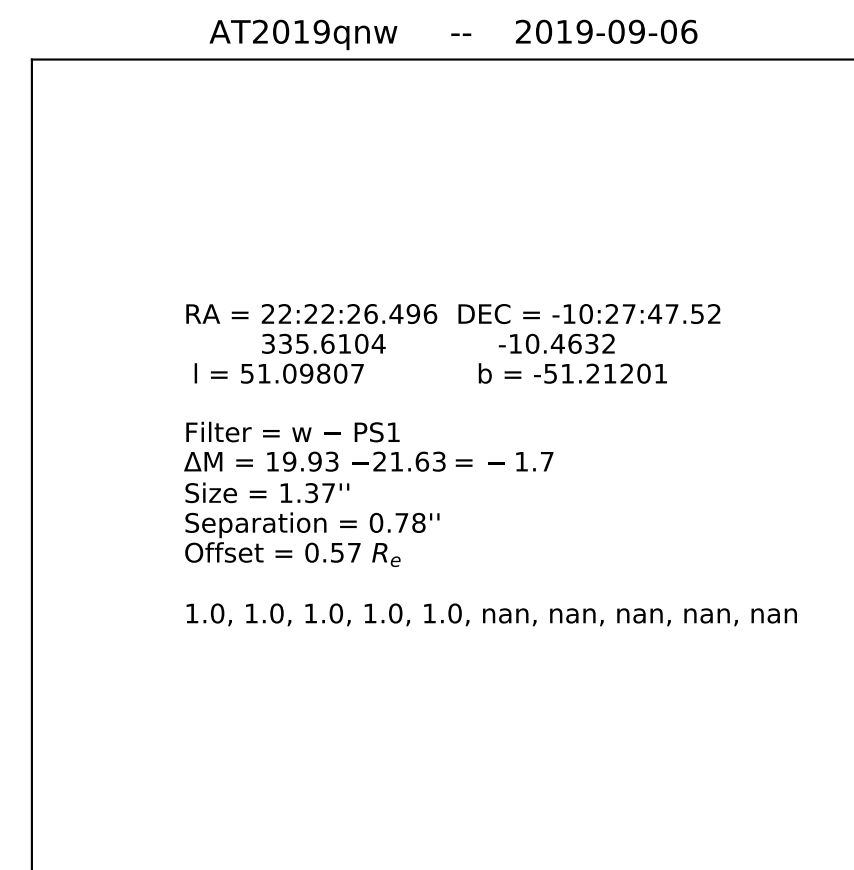 AT2019qnw -- 2019-09-06
RA = 22:22:26.496 DEC = -10:27:47.52
335.6104 -10.4632
l = 51.09807 b = -51.21201
Filter = w − PS1
ΔM = 19.93 −21.63 = − 1.7
Size = 1.37''
Separation = 0.78''
Offset = 0.57 Rₑ
1.0, 1.0, 1.0, 1.0, 1.0, nan, nan, nan, nan, nan